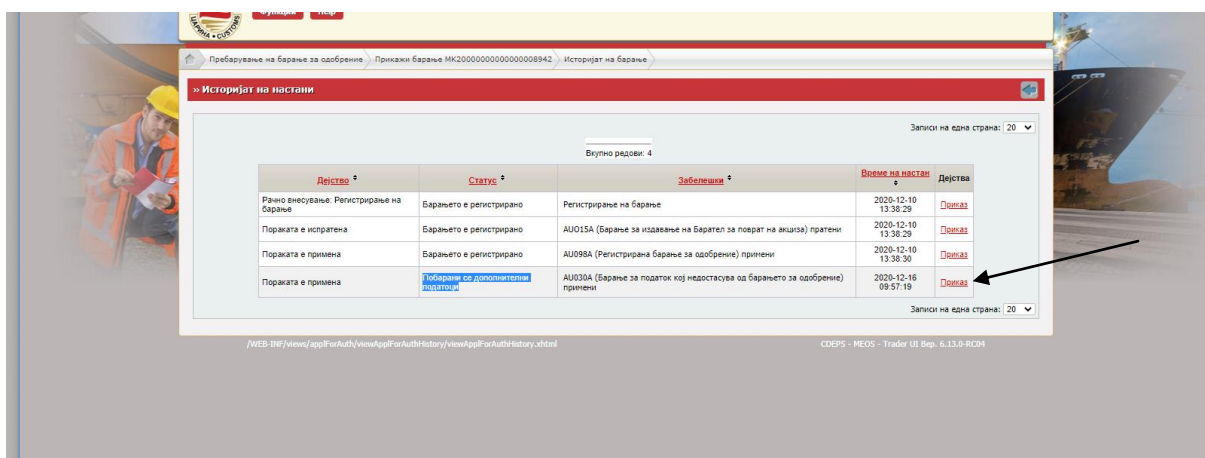 Функции Help
ЦАРИНА • CUSTOMS
Пребарување на барање за одобрение Прикажи барање MK20000000000000008942 Историјат на барање
» Историјат на настани
Записи на една страна: 20
Вкупно редови: 4
Дејство Статус Забелешки Време на настан Дејства
Рачно внесување: Регистрирање на
барање
Барањето е регистрирано
Регистрирање на барање
2020-12-10
13:38:29
Приказ
Пораката е испратена
Барањето е регистрирано
AUO15A (Барање за издавање на Барател за поврат на акциза) пратени
2020-12-10
13:38:29
Приказ
Пораката е примена
Барањето е регистрирано
AU098A (Регистрирана барање за одобрение) примени
2020-12-10
13:38:30
Приказ
Пораката е примена
Побарани се дополнителни
податоци
AU030A (Барање за податок кој недостасува од барањето за одобрение)
примени
2020-12-16
09:57:19
Приказ
Записи на една страна: 20
/WEB-INF/views/applForAuth/viewApplForAuthHistory/viewApplForAuthHistory.xhtml
CDEPS - MEOS - Trader UI Вер. 6.13.0-RC04